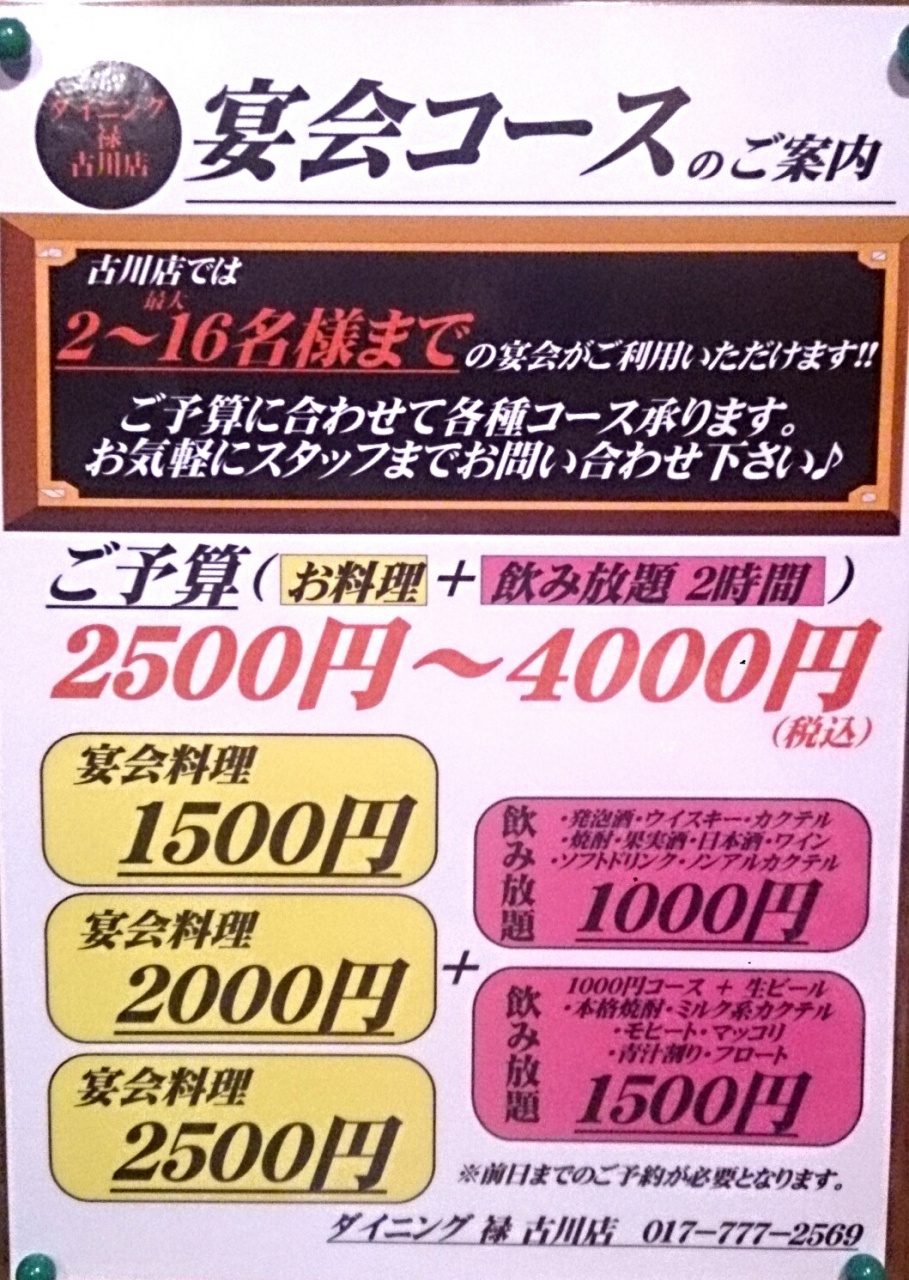 ダイニング
禄
古川店
宴会コースのご案内
古川店では
最大
2～16名様までの宴会がご利用いただけます!!
ご予算に合わせて各種コース承ります。
お気軽にスタッフまでお問い合わせ下さい♪
ご予算(お料理+飲み放題 2時間)
2500円～4000円
(税込)
宴会料理
1500円
宴会料理
2000円
宴会料理
2500円
+
飲み放題
・発泡酒・ウイスキー・カクテル
・焼酎・果実酒・日本酒・ワイン
・ソフトドリンク・ノンアルカクテル
1000円
飲み放題
1000円コース + 生ビール
・本格焼酎・ミルク系カクテル
・モヒート・マッコリ
・青汁割り・フロート
1500円
※前日までのご予約が必要となります。
ダイニング 禄 古川店 017-777-2569